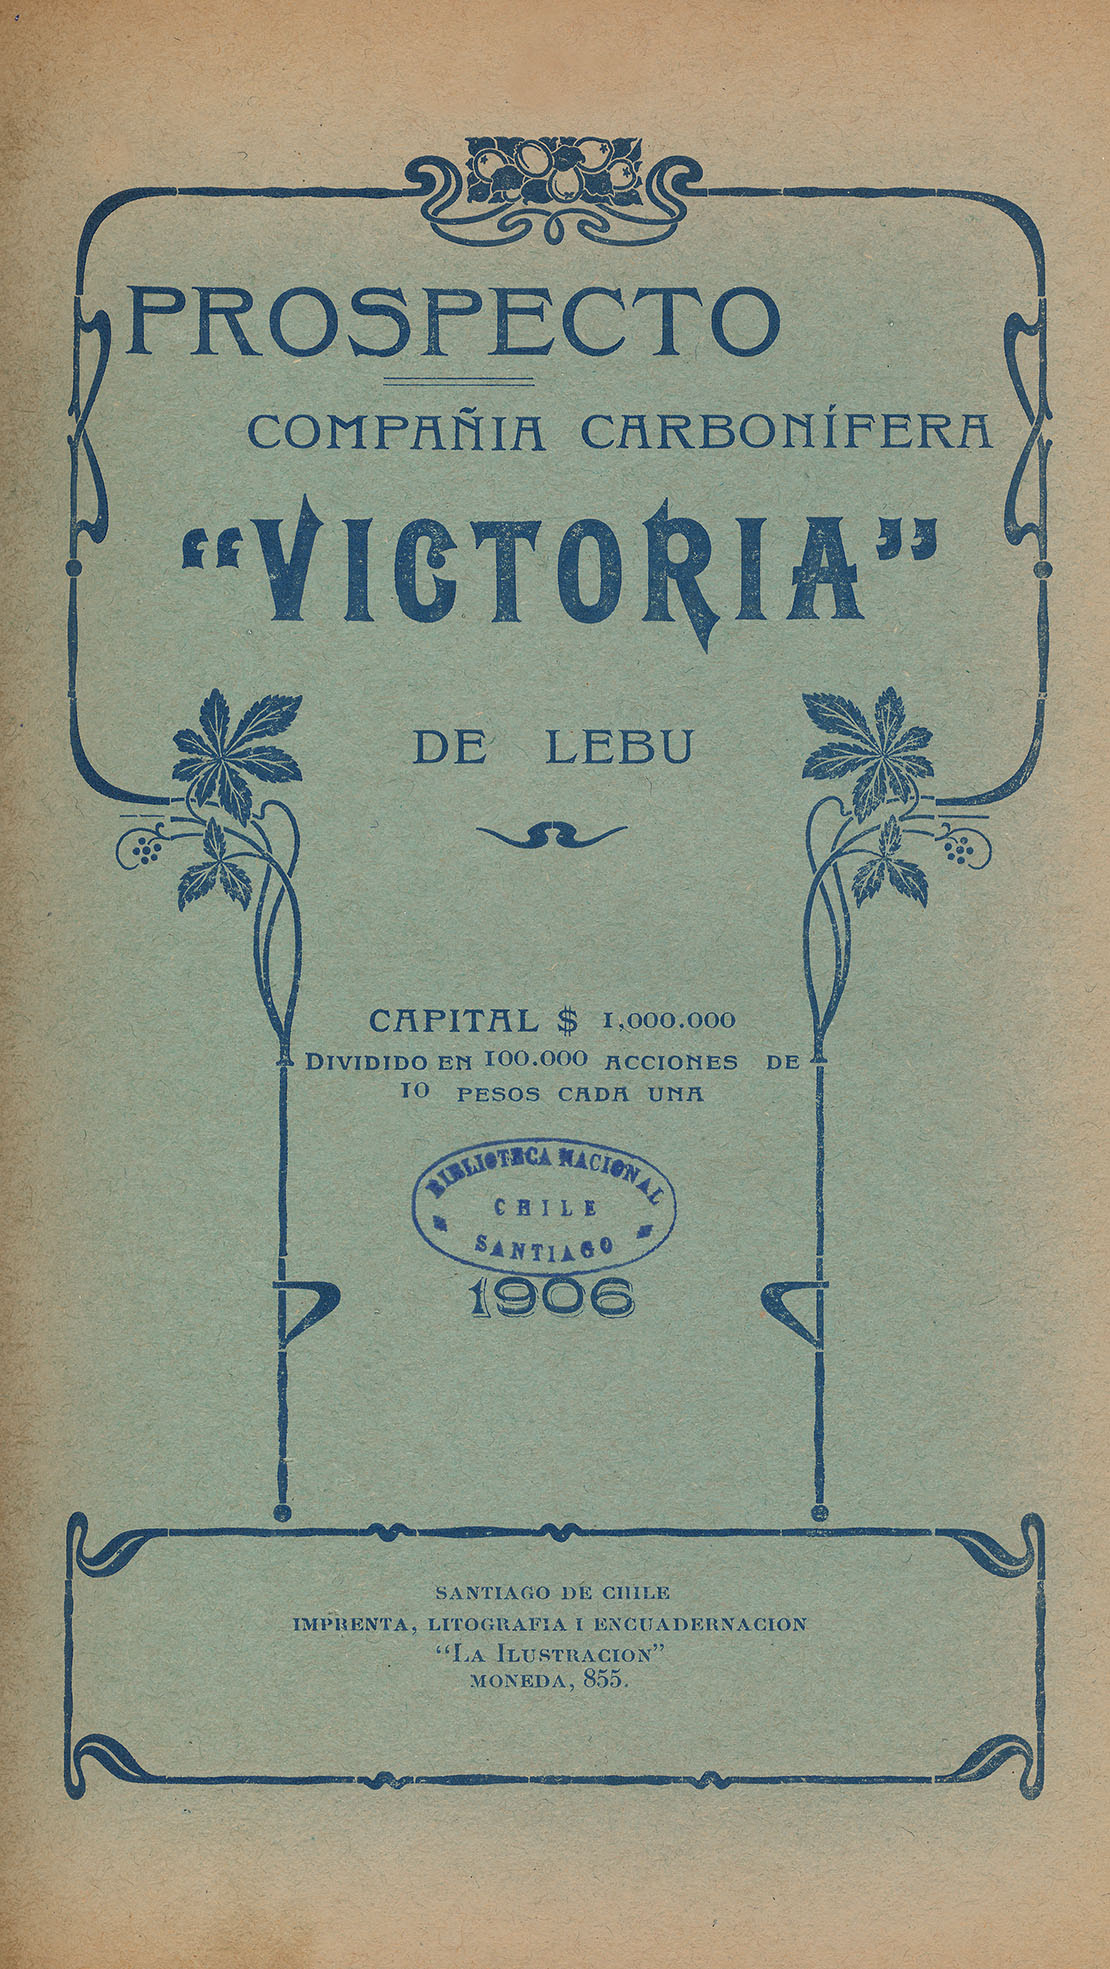 PROSPECTO
COMPAÑIA CARBONÍFERA
“VICTORIA”
DE LEBU
CAPITAL $ 1,000.000
DIVIDIDO EN 100.000 ACCIONES DE
10 PESOS CADA UNA
BIBLIOTECA NACIONAL
CHILE
SANTIAGO
1906
SANTIAGO DE CHILE
IMPRENTA, LITOGRAFIA I ENCUADERNACION
“LA ILUSTRACION”
MONEDA, 855.